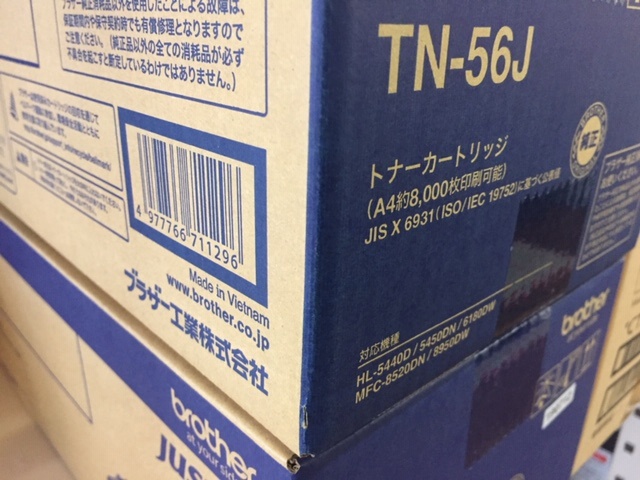 純正品以外を使用したことによる故障は、
保証期間内や保守契約時でも有償修理となりますので
ご注意ください。(純正品以外の全ての消耗品が必ず
不具合を起こすと断定しているわけではありません。)
4 977766 711296
Made in Vietnam
www.brother.co.jp
ブラザー工業株式会社
TN-56J
純正
トナーカートリッジ
(A4約8,000枚印刷可能)
JIS X 6931(ISO/IEC 19752)に基づく公表値
対応機種
HL-5440D / 5450DN / 6180DW
MFC-8520DN / 8950DW
brother
at your side
brother